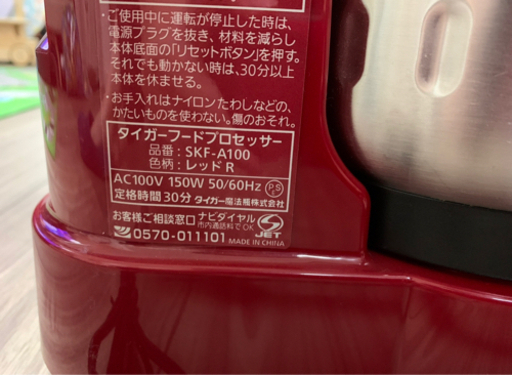 ・ご使用中に運転が停止した時は、
電源プラグを抜き、材料を減らし
本体底面の「リセットボタン」を押す。
それでも動かない時は、30分以上
本体を休ませる。
・お手入れはナイロンたわしなどの、
かたいものを使わない。傷のおそれ。
タイガーフードプロセッサー
品番：SKF-A100
色柄：レッド R
AC100V 150W 50/60Hz PSE
定格時間30分 タイガー魔法瓶株式会社
お客様ご相談窓口 ナビダイヤル
市内通話料でOK
0570-011101
JET
MADE IN CHINA